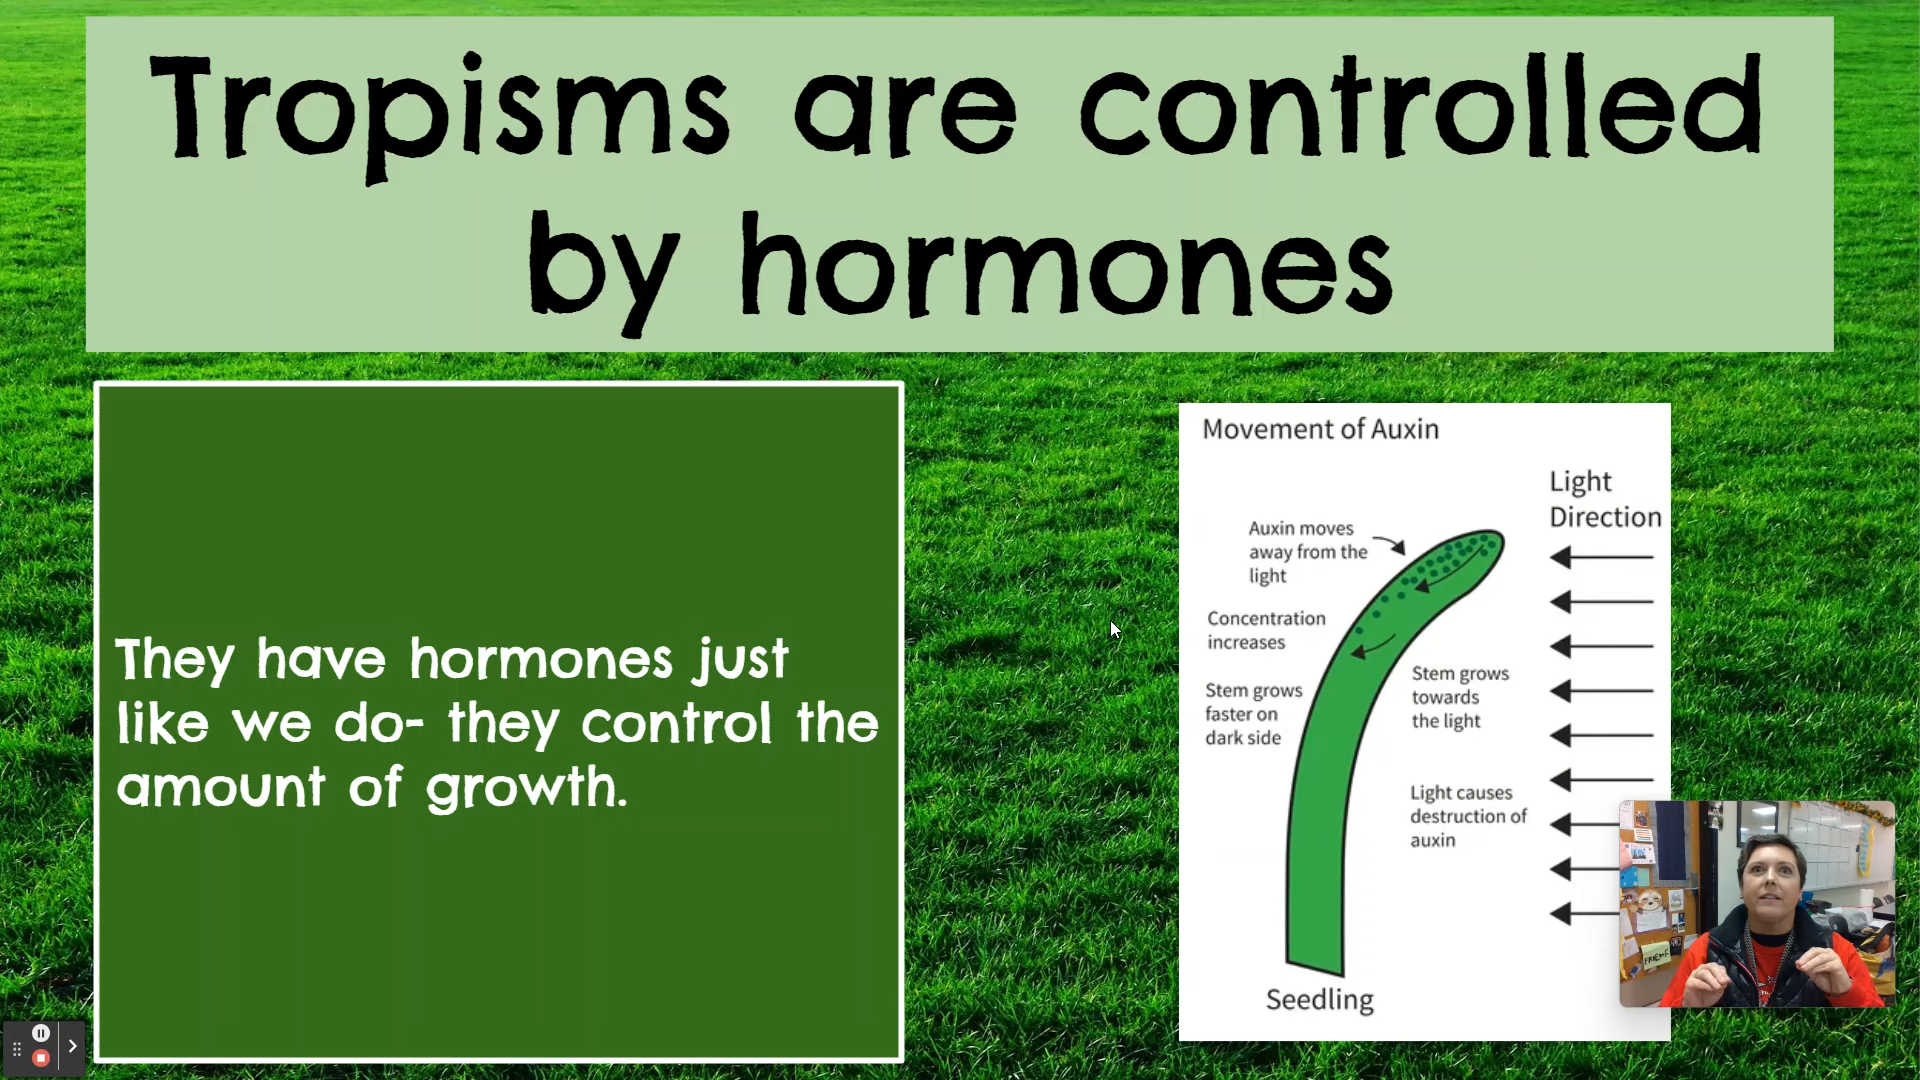 Tropisms are controlled
by hormones
They have hormones just
like we do- they control the
amount of growth.
Movement of Auxin
Light
Direction
Auxin moves
away from the
light
Concentration
increases
Stem grows
faster on
dark side
Stem grows
towards
the light
Light causes
destruction of
auxin
Seedling